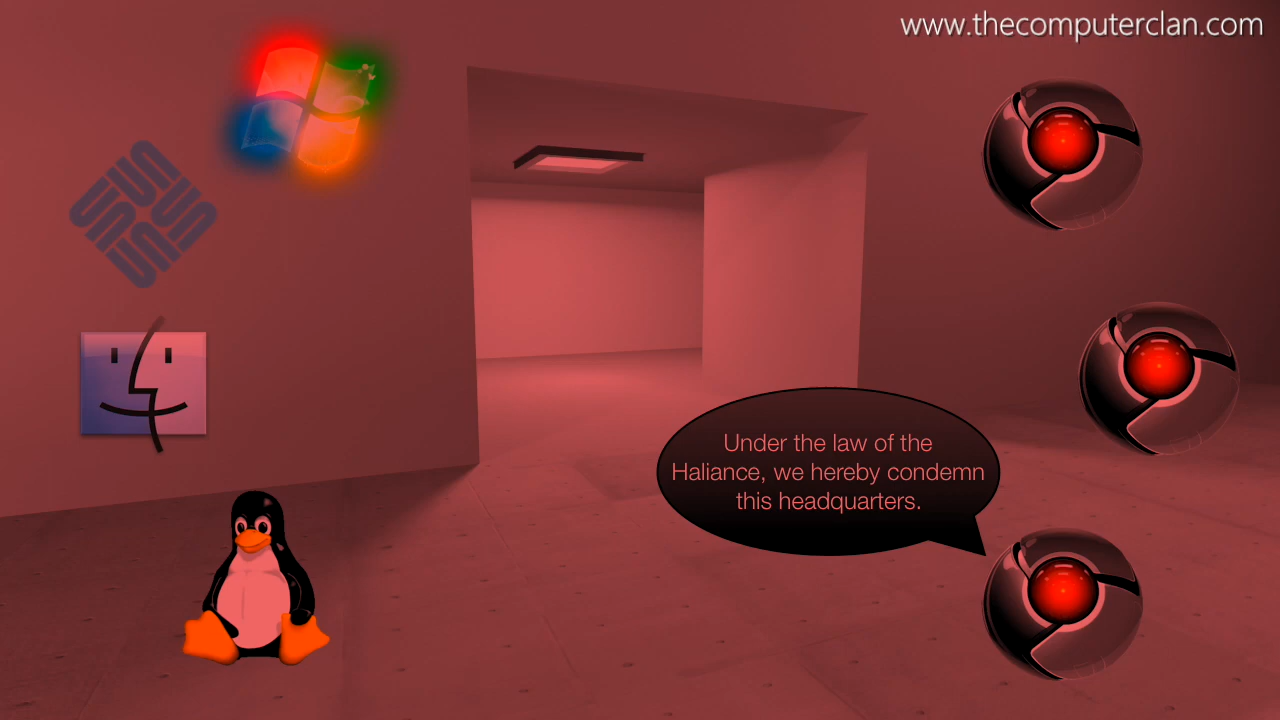 www.thecomputerclan.com
Under the law of the
Haliance, we hereby condemn
this headquarters.